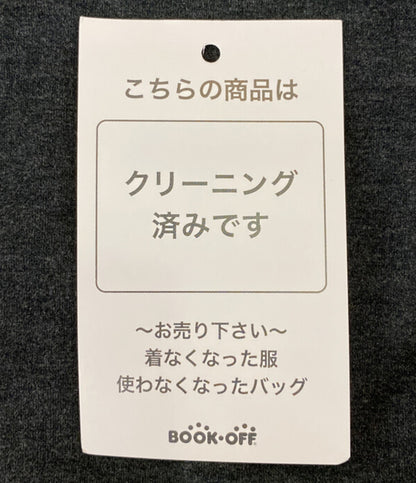 こちらの商品は
クリーニング
済みです
〜お売り下さい〜
着なくなった服
使わなくなったバッグ
BOOK・OFF